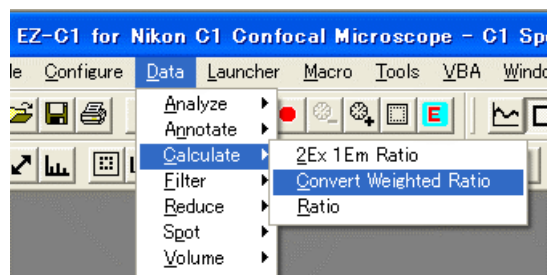 EZ-C1 for Nikon C1 Confocal Microscope - C1 Spe
le Configure Data Launcher Macro Tools VBA Windo
Analyze
Annotate
Calculate
Filter
Reduce
Spot
Volume
2Ex 1Em Ratio
Convert Weighted Ratio
Ratio
E